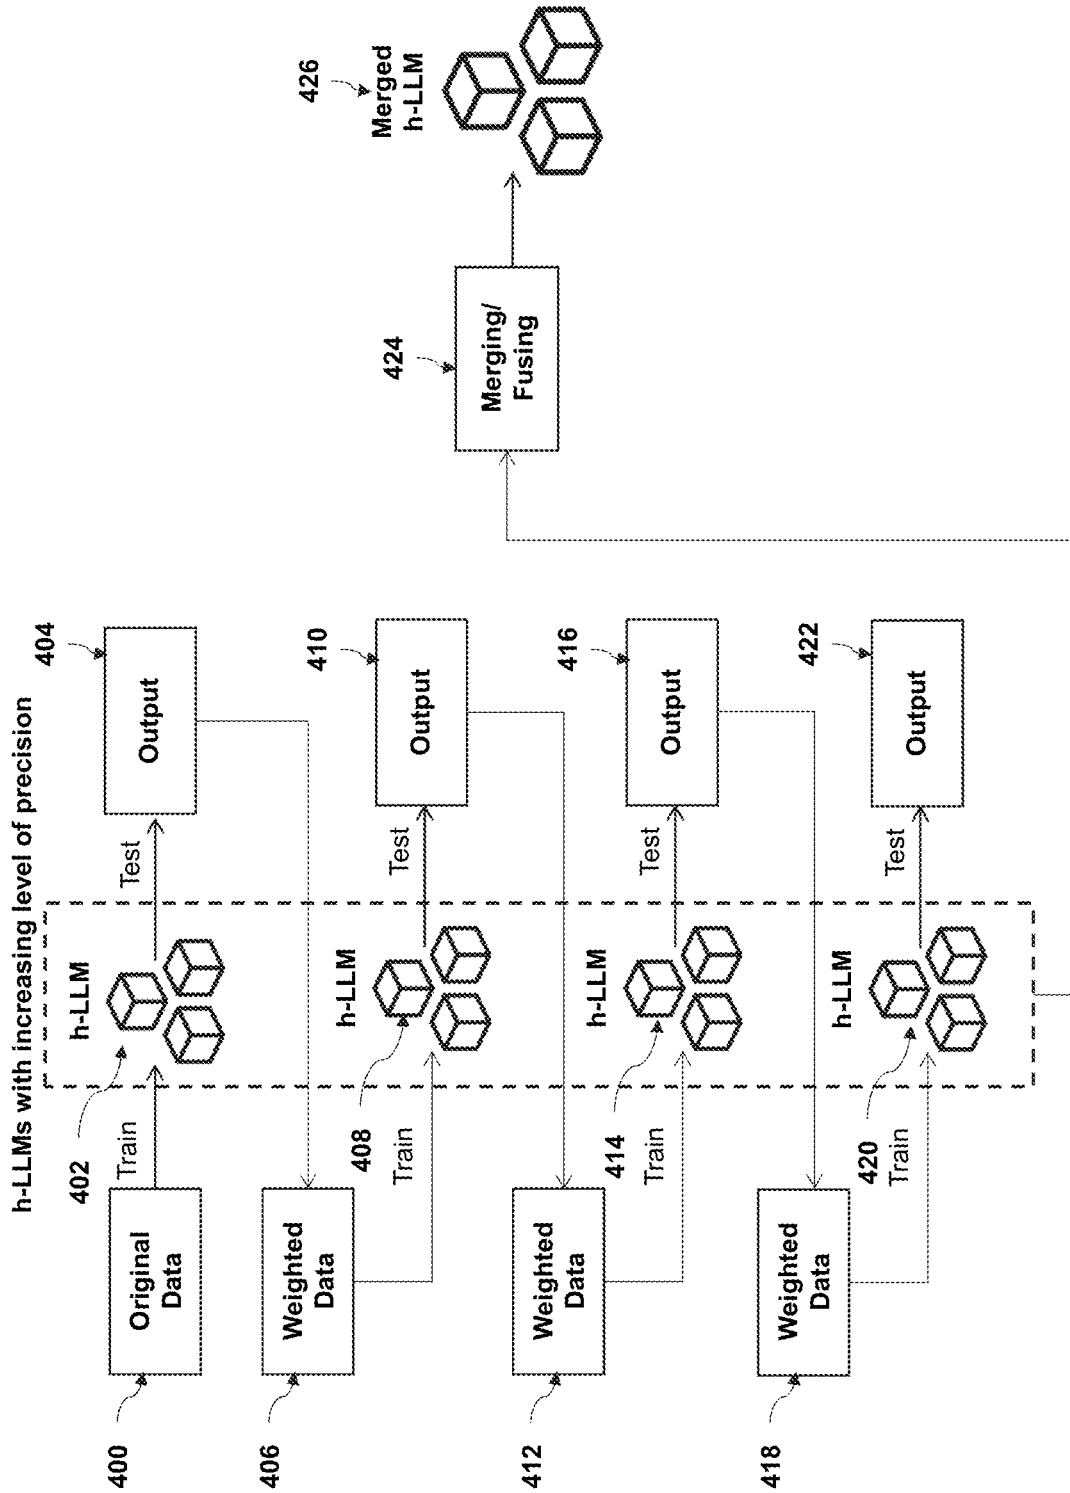 h-LLMs with increasing level of precision
400
Original
Data
Train
402
h-LLM
Test
Output
404
406
Weighted
Data
Train
408
h-LLM
Test
Output
410
412
Weighted
Data
Train
414
h-LLM
Test
Output
416
418
Weighted
Data
Train
420
h-LLM
Test
Output
422
Merging/
Fusing
424
Merged
h-LLM
426